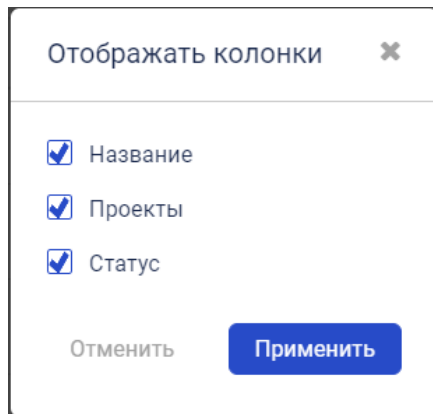 Отображать колонки
Название
Проекты
Статус
Отменить Применить